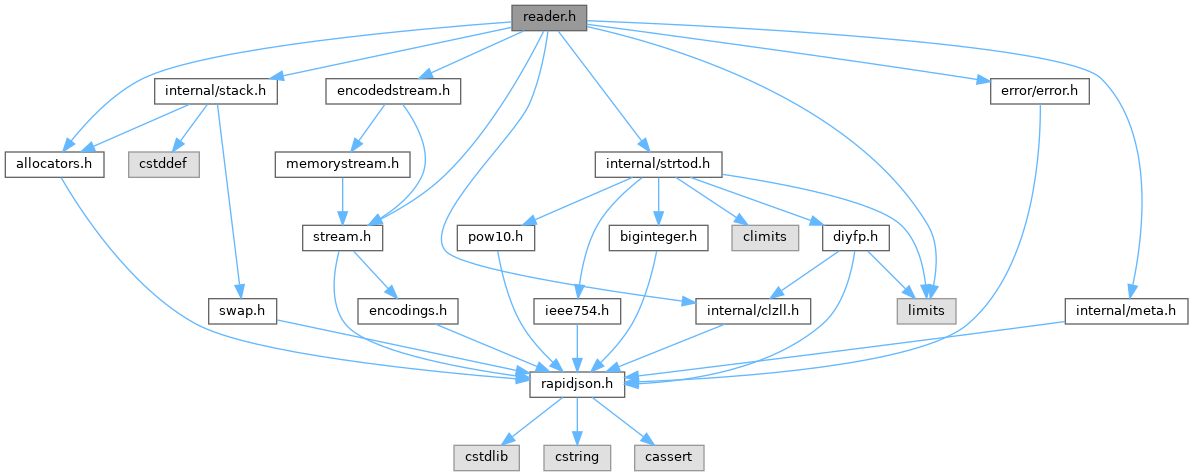 reader.h
internal/stack.h
encodedstream.h
error/error.h
allocators.h
cstddef
memorystream.h
internal/strtod.h
stream.h
pow10.h
biginteger.h
climits
diyfp.h
swap.h
encodings.h
ieee754.h
internal/clzll.h
limits
internal/meta.h
rapidjson.h
cstdlib
cstring
cassert